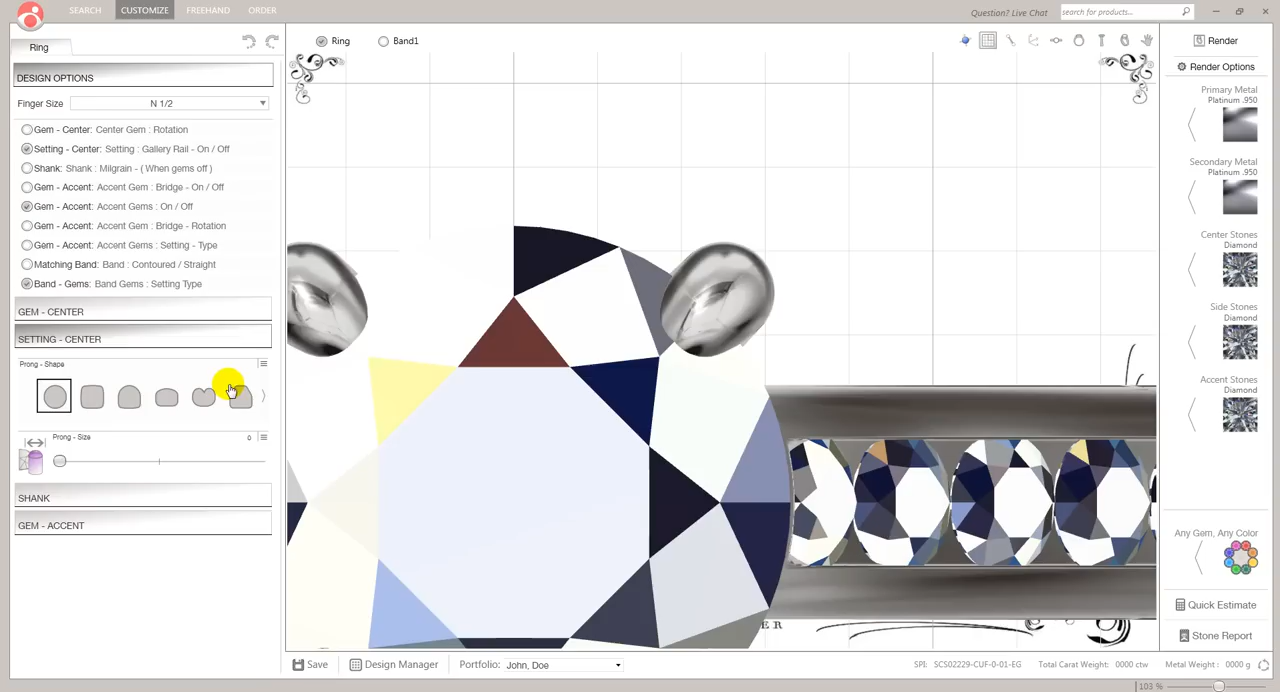 SEARCH CUSTOMIZE FREEHAND ORDER
Question? Live Chat
search for products...
Ring
Ring Band1
DESIGN OPTIONS
Finger Size N 1/2
Gem - Center: Center Gem : Rotation
Setting - Center: Setting : Gallery Rail - On / Off
Shank: Shank : Milgrain - ( When gems off )
Gem - Accent: Accent Gem : Bridge - On / Off
Gem - Accent: Accent Gems : On / Off
Gem - Accent: Accent Gem : Bridge - Rotation
Gem - Accent: Accent Gems : Setting - Type
Matching Band: Band : Contoured / Straight
Band - Gems: Band Gems : Setting Type
GEM - CENTER
SETTING - CENTER
Prong - Shape
Prong - Size 0
SHANK
GEM - ACCENT
Render
Render Options
Primary Metal
Platinum .950
Secondary Metal
Platinum .950
Center Stones
Diamond
Side Stones
Diamond
Accent Stones
Diamond
Any Gem, Any Color
Quick Estimate
Stone Report
ER
Save Design Manager Portfolio: John, Doe
SPI: SCS02229-CUF-0-01-EG Total Carat Weight: 0000 ctw Metal Weight : 0000 g
103 %